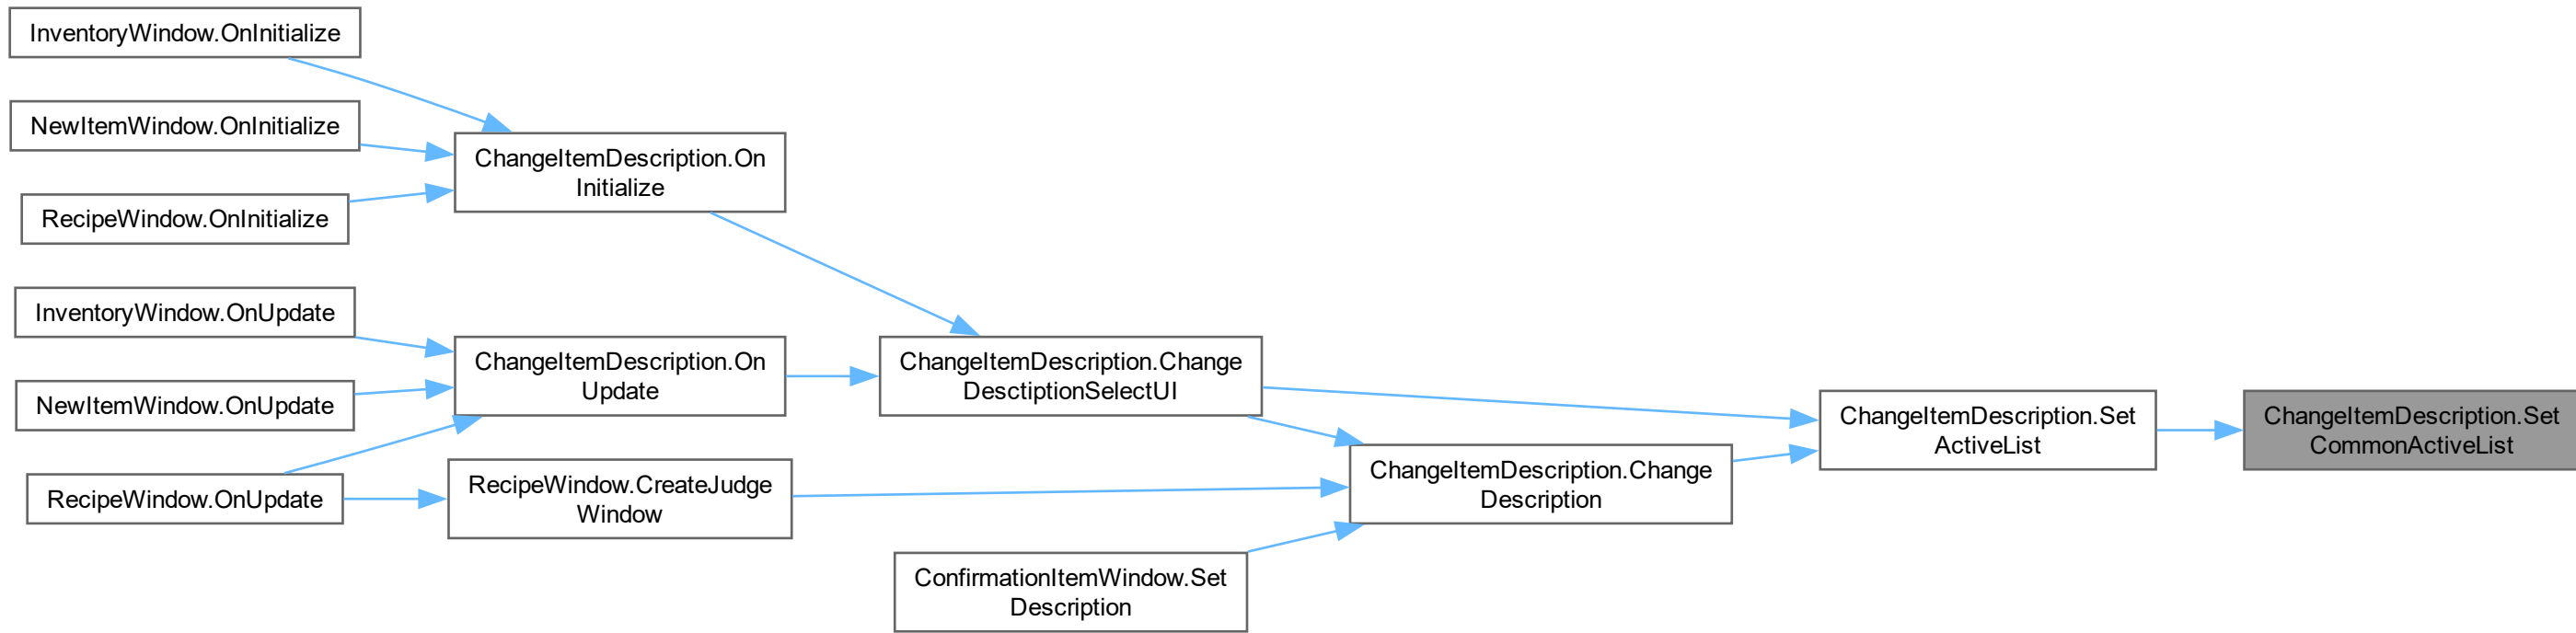 InventoryWindow.OnInitialize
NewItemWindow.OnInitialize
RecipeWindow.OnInitialize
InventoryWindow.OnUpdate
NewItemWindow.OnUpdate
RecipeWindow.OnUpdate
ChangeItemDescription.On
Initialize
ChangeItemDescription.On
Update
RecipeWindow.CreateJudge
Window
ChangeItemDescription.Change
DesctiptionSelectUI
ConfirmationItemWindow.Set
Description
ChangeItemDescription.Change
Description
ChangeItemDescription.Set
ActiveList
ChangeItemDescription.Set
CommonActiveList